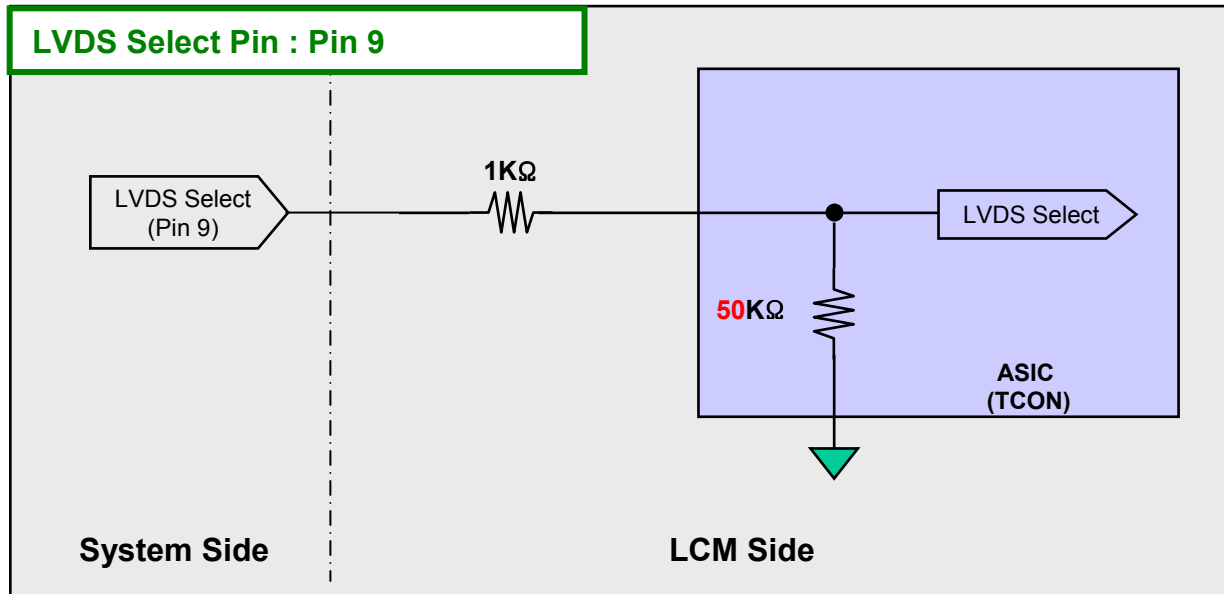 LVDS Select Pin : Pin 9
1KΩ
LVDS Select
(Pin 9)
LVDS Select
50KΩ
ASIC
(TCON)
System Side
LCM Side